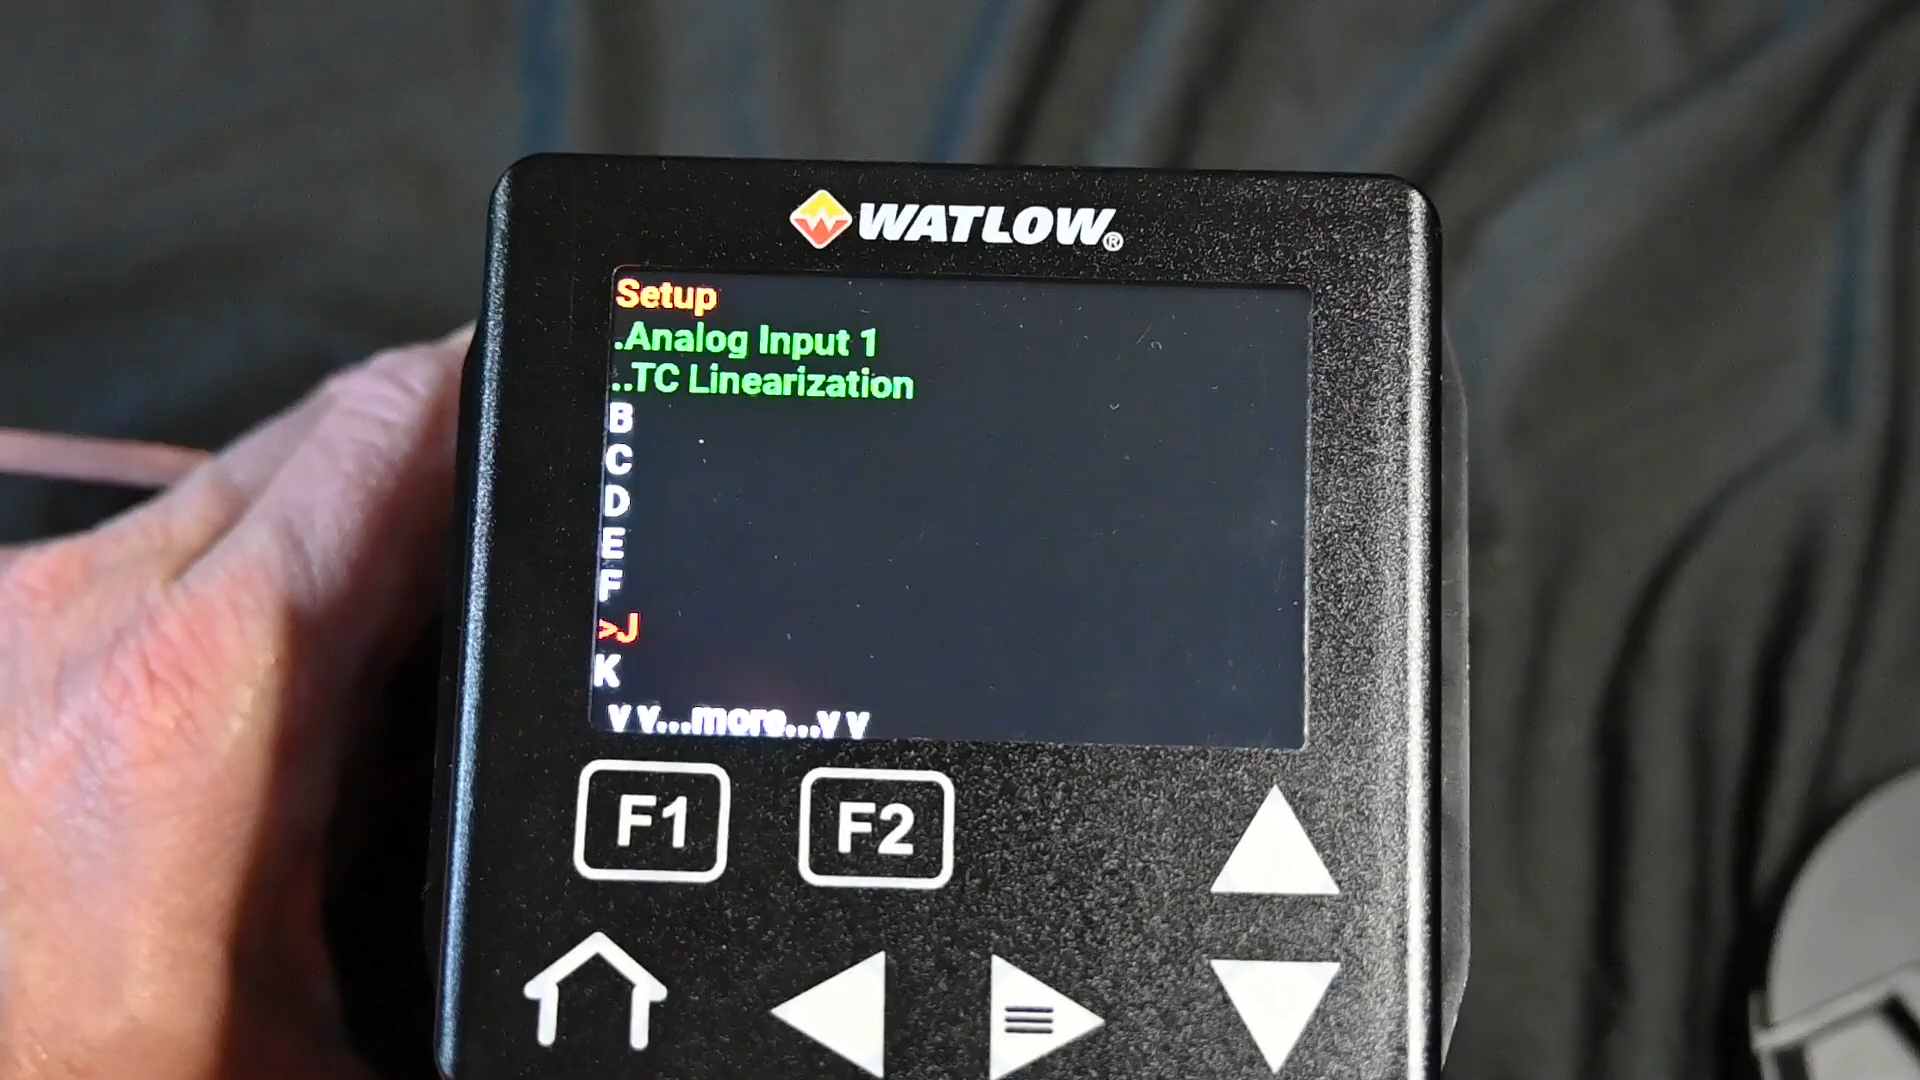 WATLOW®
Setup
.Analog Input 1
..TC Linearization
B
C
D
E
F
>J
K
v v...more...v v
F1 F2